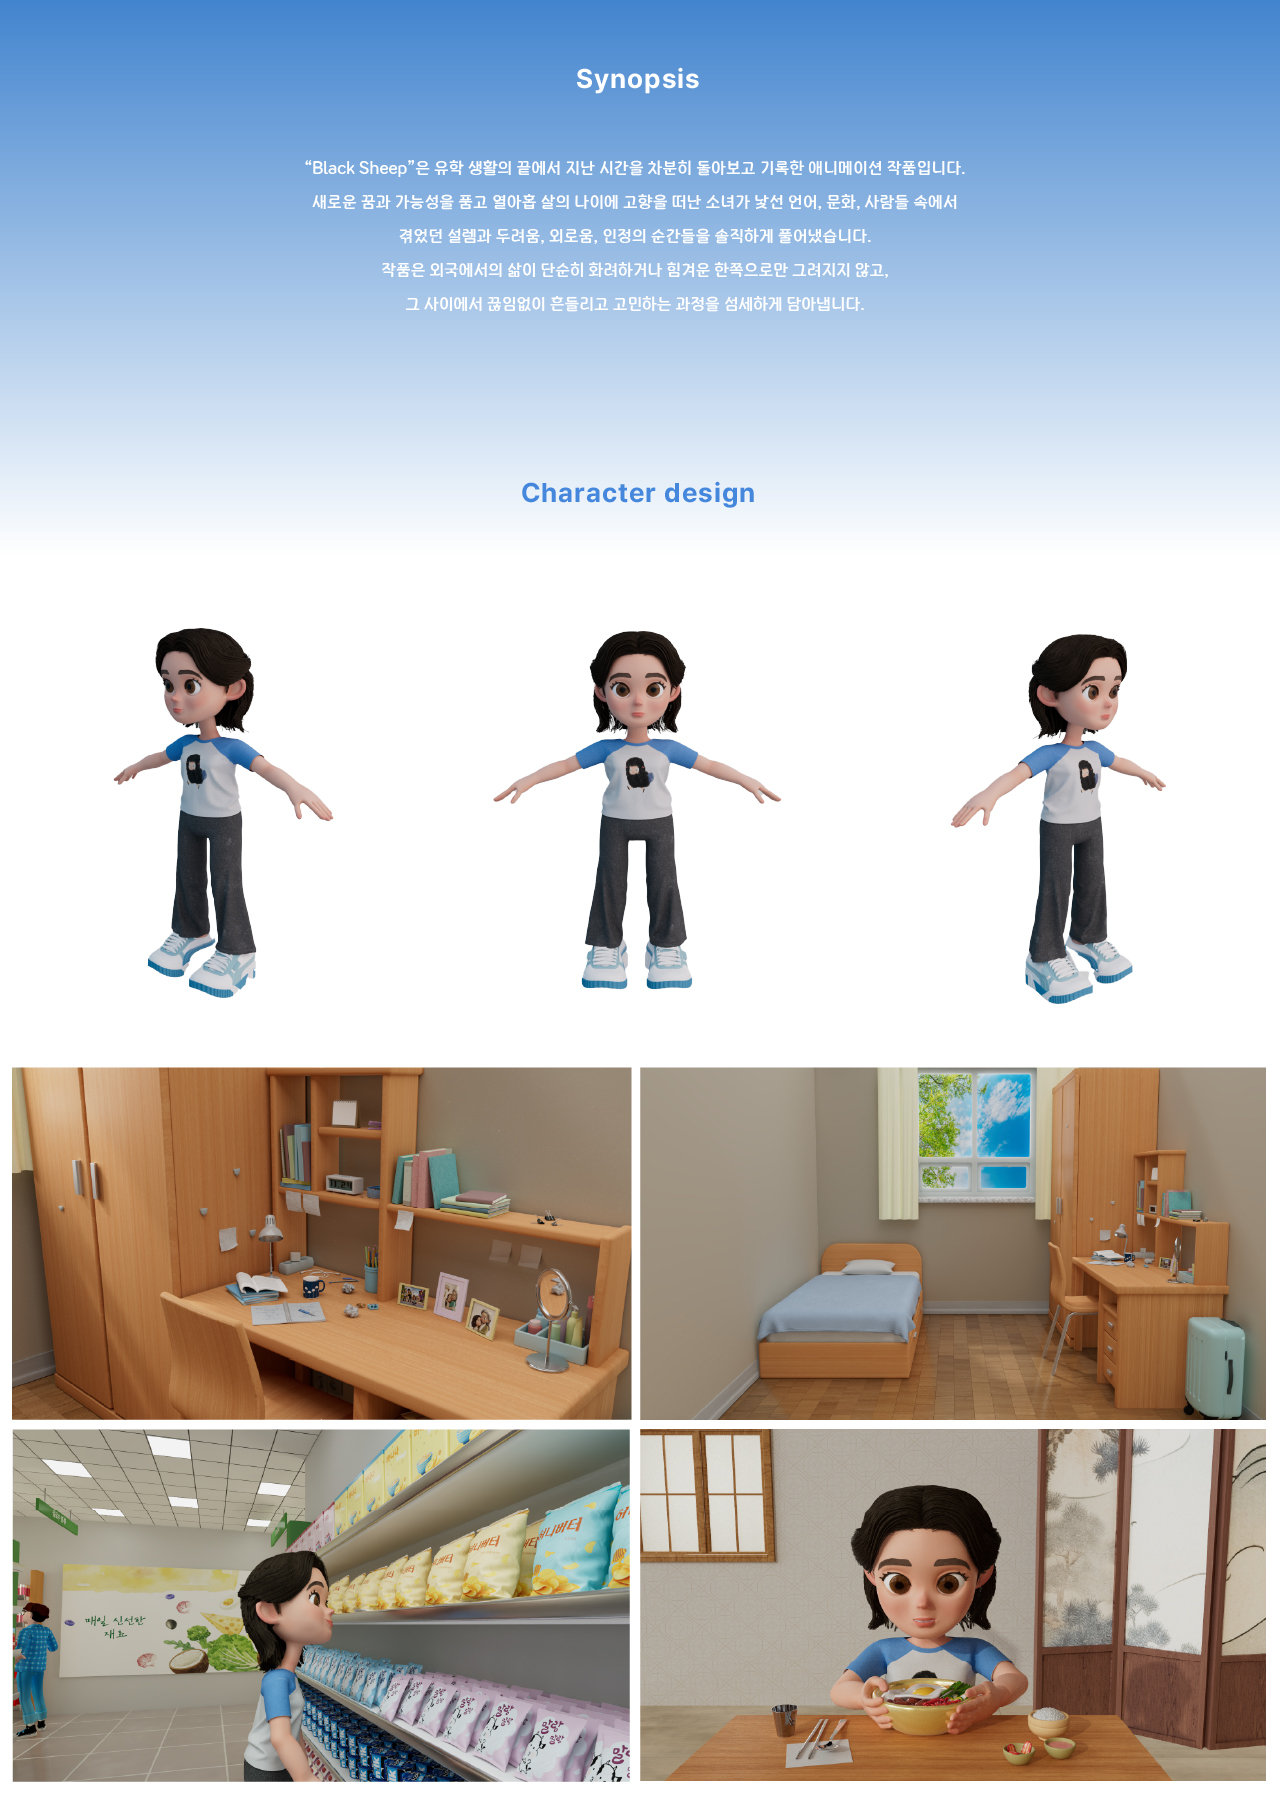 Synopsis
“Black Sheep”은 유학 생활의 끝에서 지난 시간을 차분히 돌아보고 기록한 애니메이션 작품입니다.
새로운 꿈과 가능성을 품고 열아홉 살의 나이에 고향을 떠난 소녀가 낯선 언어, 문화, 사람들 속에서
겪었던 설렘과 두려움, 외로움, 인정의 순간들을 솔직하게 풀어냈습니다.
작품은 외국에서의 삶이 단순히 화려하거나 힘겨운 한쪽으로만 그려지지 않고,
그 사이에서 끊임없이 흔들리고 고민하는 과정을 섬세하게 담아냅니다.
Character design
허니버터
허니버터
매일 신선한
재료
말랑
말랑
말랑